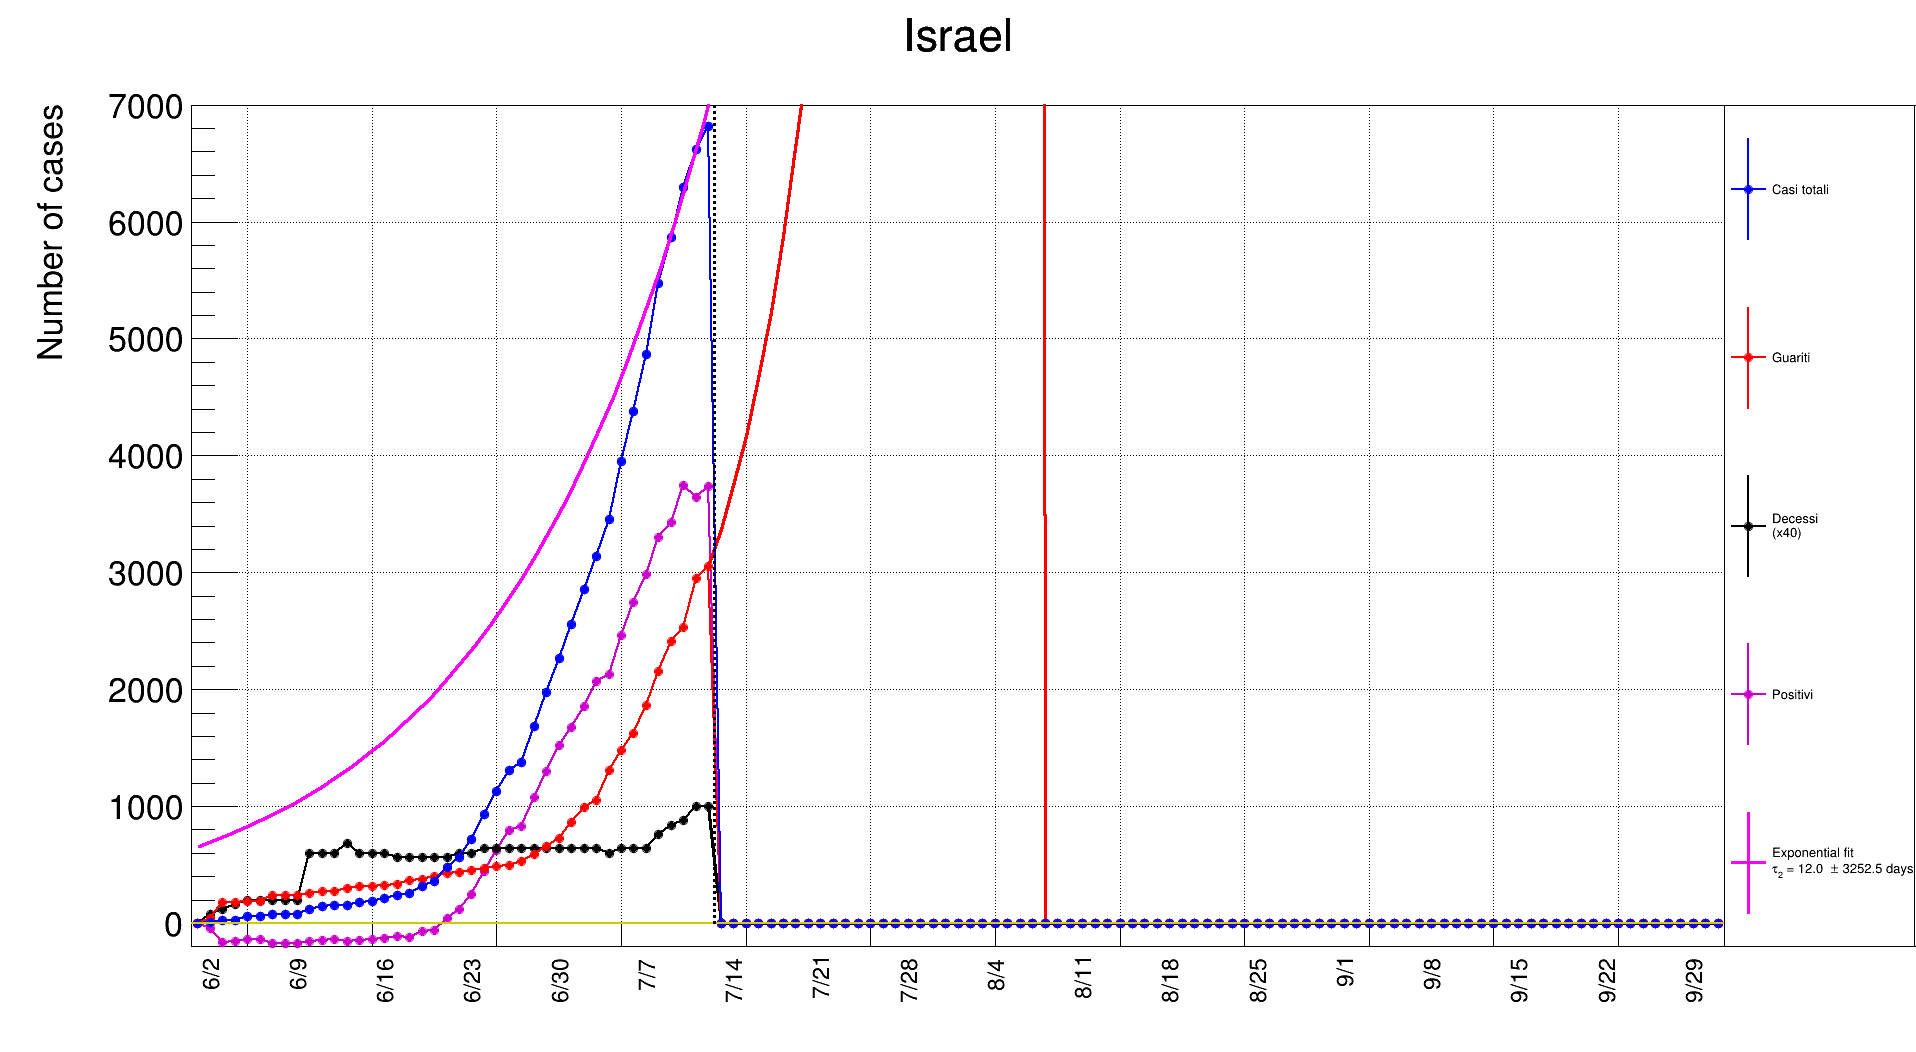 Israel
Number of cases
7000
6000
5000
4000
3000
2000
1000
0
6/2
6/9
6/16
6/23
6/30
7/7
7/14
7/21
7/28
8/4
8/11
8/18
8/25
9/1
9/8
9/15
9/22
9/29
Casi totali
Guariti
Decessi
(x40)
Positivi
Exponential fit
τ₂ = 12.0 ± 3252.5 days